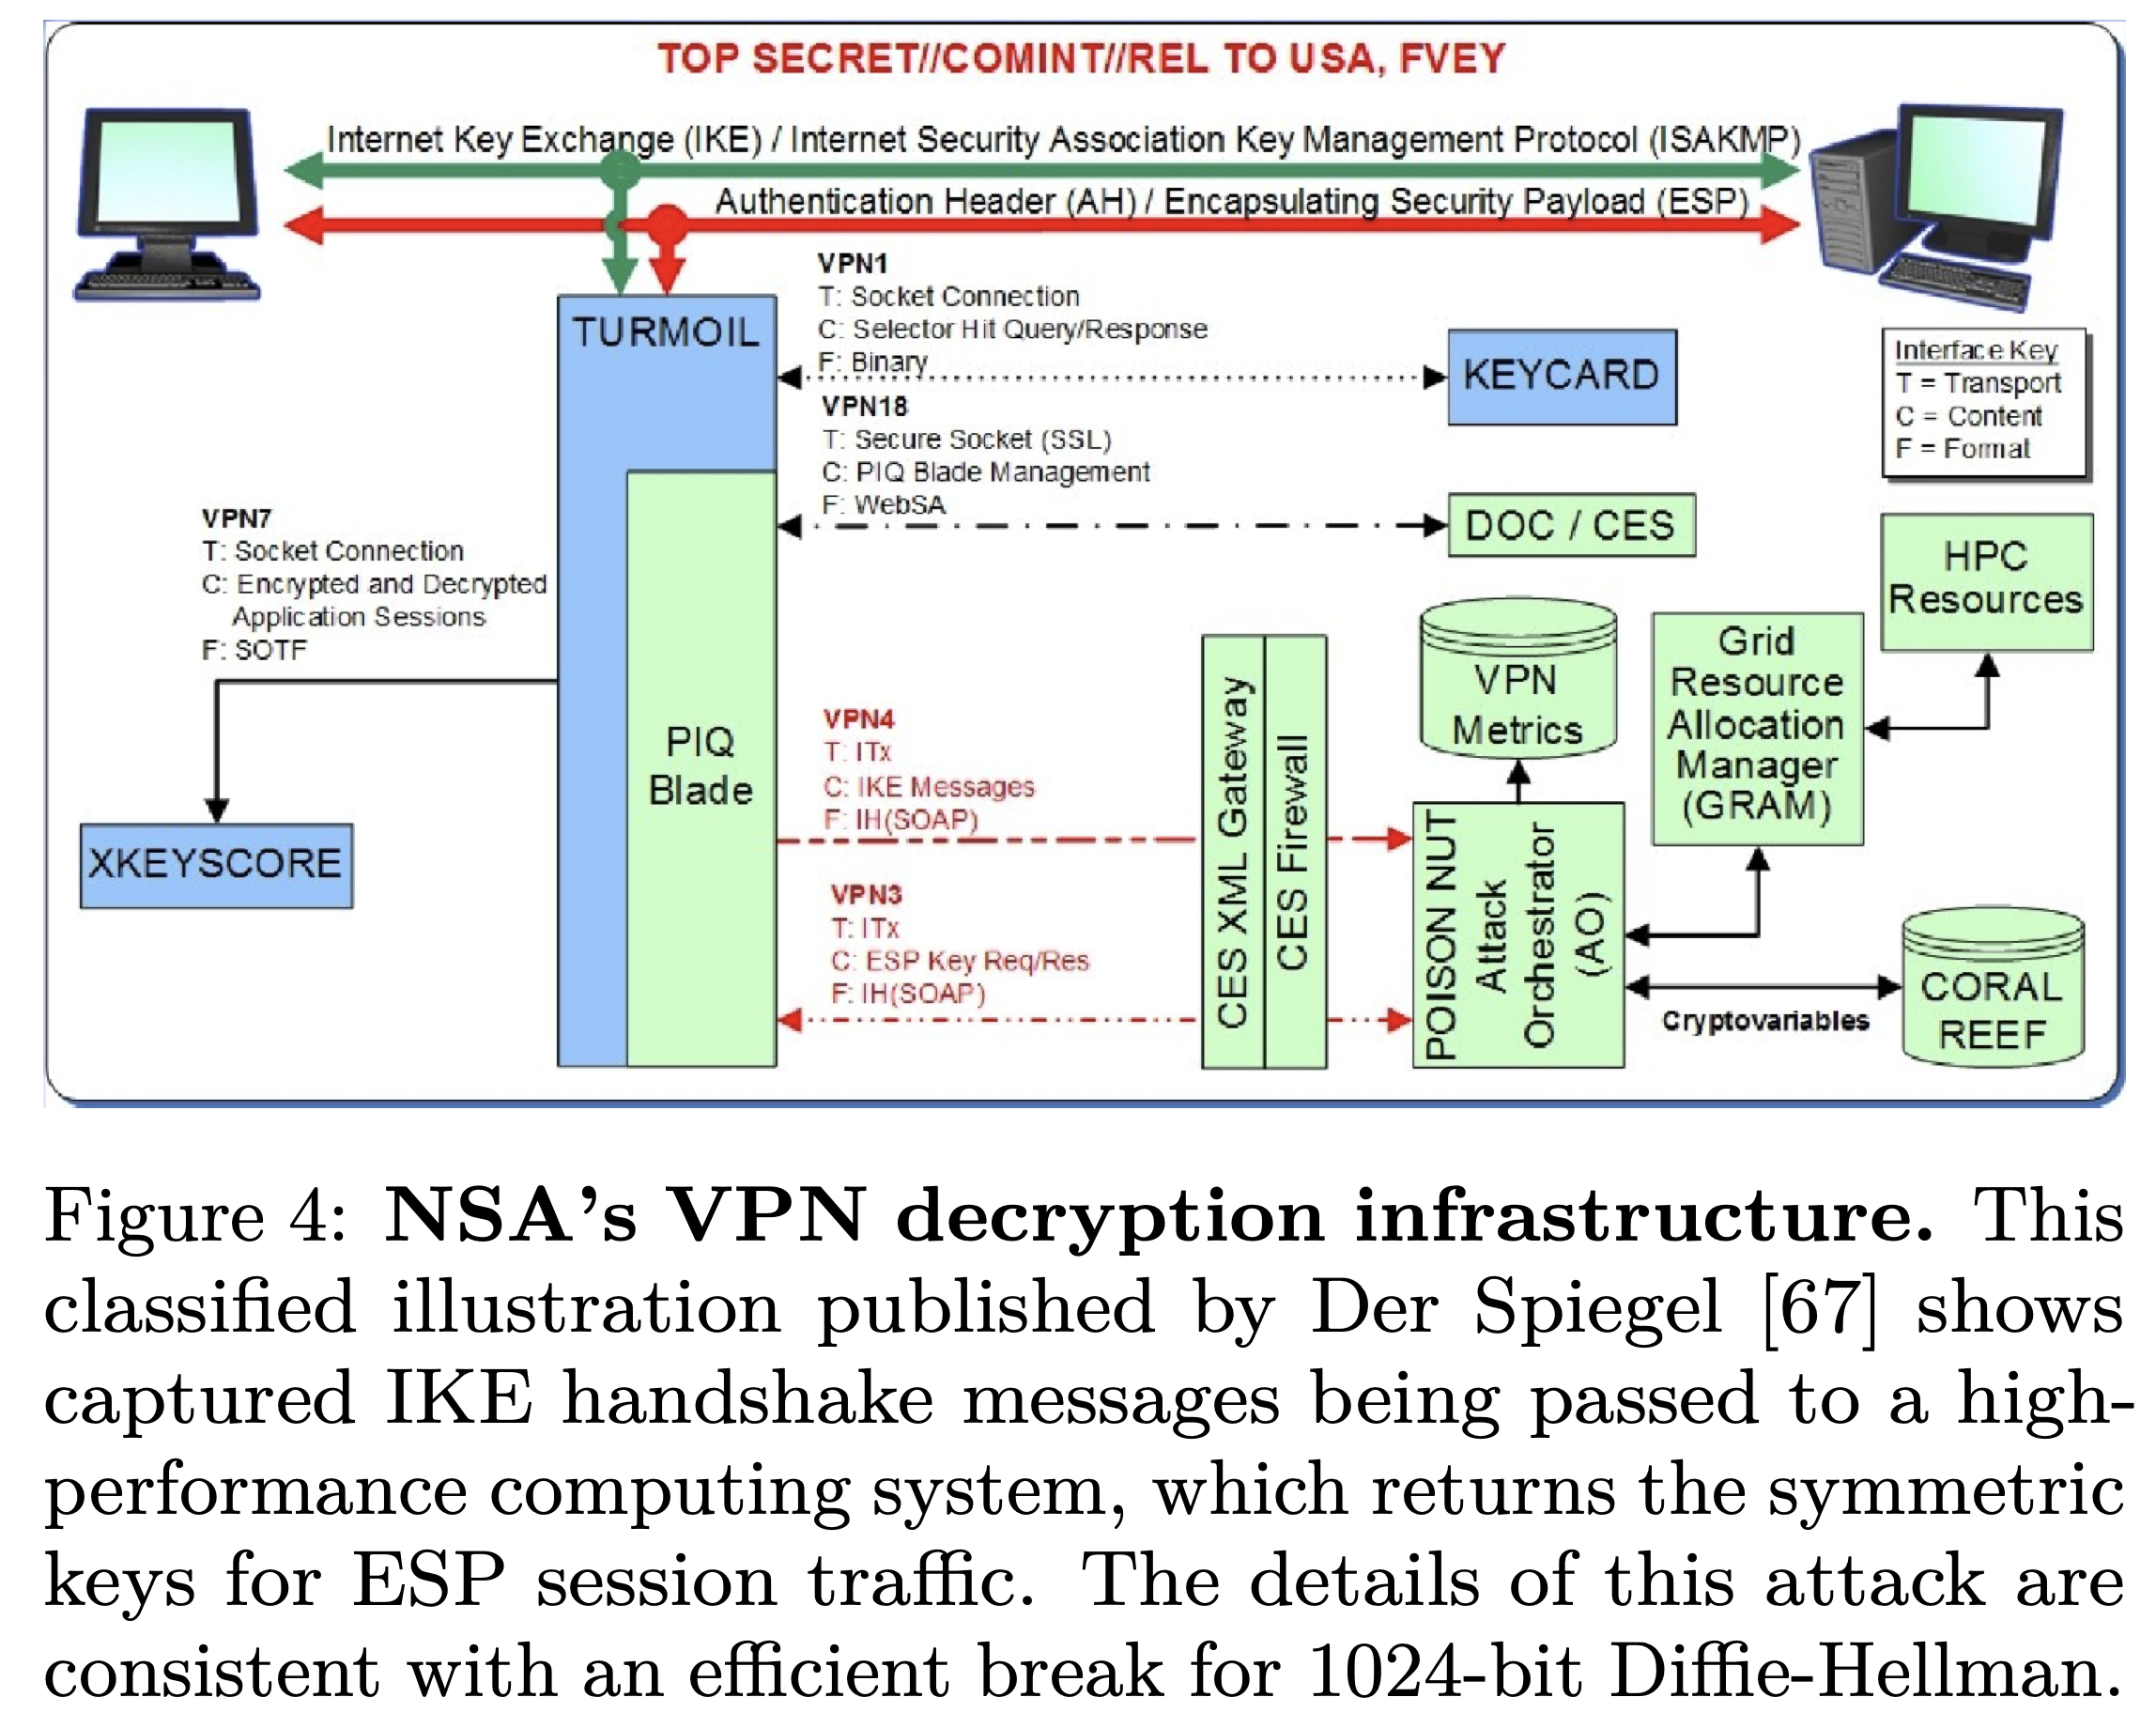 TOP SECRET//COMINT//REL TO USA, FVEY
Internet Key Exchange (IKE) / Internet Security Association Key Management Protocol (ISAKMP)
Authentication Header (AH) / Encapsulating Security Payload (ESP)
TURMOIL
VPN1
T: Socket Connection
C: Selector Hit Query/Response
F: Binary
KEYCARD
Interface Key
T = Transport
C = Content
F = Format
VPN18
T: Secure Socket (SSL)
C: PIQ Blade Management
F: WebSA
DOC / CES
VPN7
T: Socket Connection
C: Encrypted and Decrypted
Application Sessions
F: SOTF
XKEYSCORE
PIQ
Blade
VPN4
T: ITx
C: IKE Messages
F: IH(SOAP)
VPN3
T: ITx
C: ESP Key Req/Res
F: IH(SOAP)
CES XML Gateway
CES Firewall
VPN
Metrics
POISON NUT
Attack
Orchestrator
(AO)
Grid
Resource
Allocation
Manager
(GRAM)
HPC
Resources
Cryptovariables
CORAL
REEF
Figure 4: NSA's VPN decryption infrastructure. This
classified illustration published by Der Spiegel [67] shows
captured IKE handshake messages being passed to a high-
performance computing system, which returns the symmetric
keys for ESP session traffic. The details of this attack are
consistent with an efficient break for 1024-bit Diffie-Hellman.